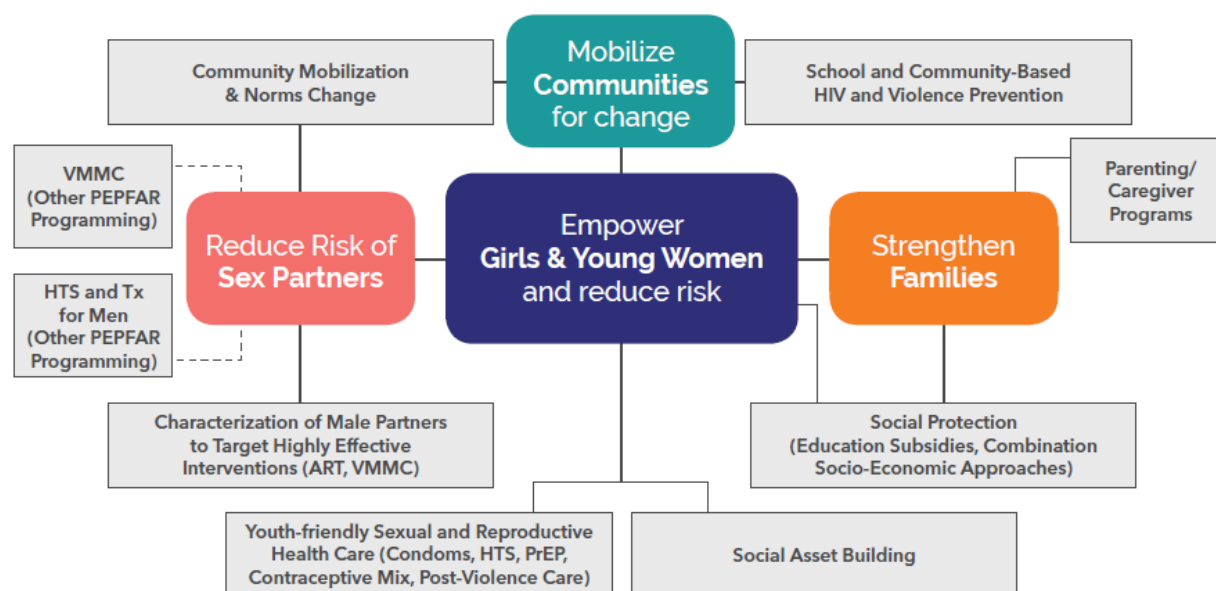 Mobilize
Communities
for change
Community Mobilization
& Norms Change
School and Community-Based
HIV and Violence Prevention
VMMC
(Other PEPFAR
Programming)
Parenting/
Caregiver
Programs
Reduce Risk of
Sex Partners
Empower
Girls & Young Women
and reduce risk
Strengthen
Families
HTS and Tx
for Men
(Other PEPFAR
Programming)
Characterization of Male Partners
to Target Highly Effective
Interventions (ART, VMMC)
Social Protection
(Education Subsidies, Combination
Socio-Economic Approaches)
Youth-friendly Sexual and Reproductive
Health Care (Condoms, HTS, PrEP,
Contraceptive Mix, Post-Violence Care)
Social Asset Building